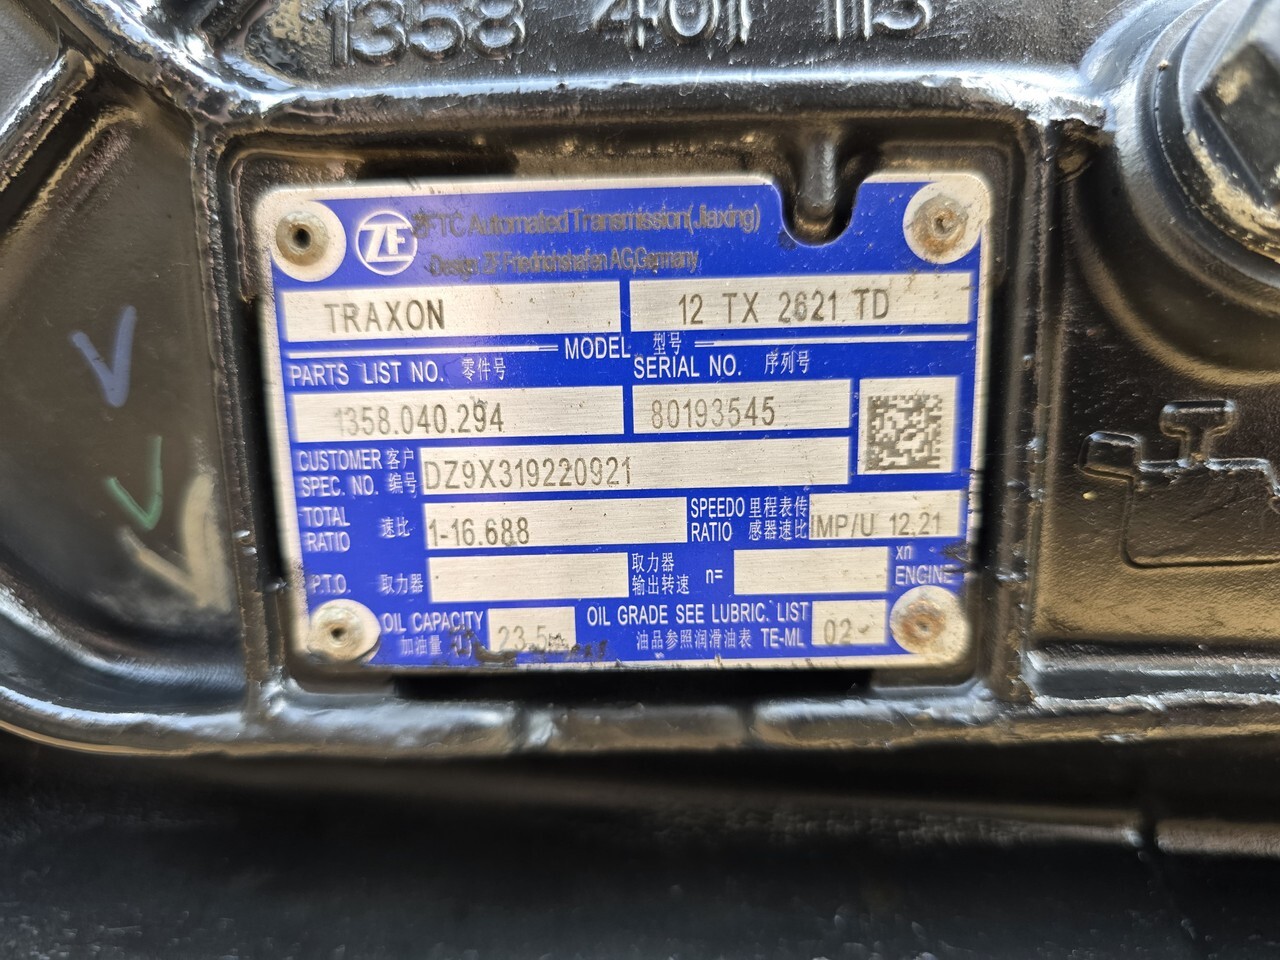 1358 401 113
ZF
ZFTC Automated Transmission(Jiaxing)
Design: ZF Friedrichshafen AG,Germany
TRAXON 12 TX 2621 TD
MODEL 型号
PARTS LIST NO. 零件号 SERIAL NO. 序列号
1358.040.294 80193545
CUSTOMER 客户
SPEC. NO. 编号 DZ9X319220921
TOTAL RATIO 速比 1-16.688 SPEEDO 里程表传
RATIO 感器速比 IMP/U 12,21
P.T.O. 取力器 取力器
输出转速 n= xn
ENGINE
OIL CAPACITY 23.5 OIL GRADE SEE LUBRIC. LIST
加油量 油品参照润滑油表 TE-ML 02